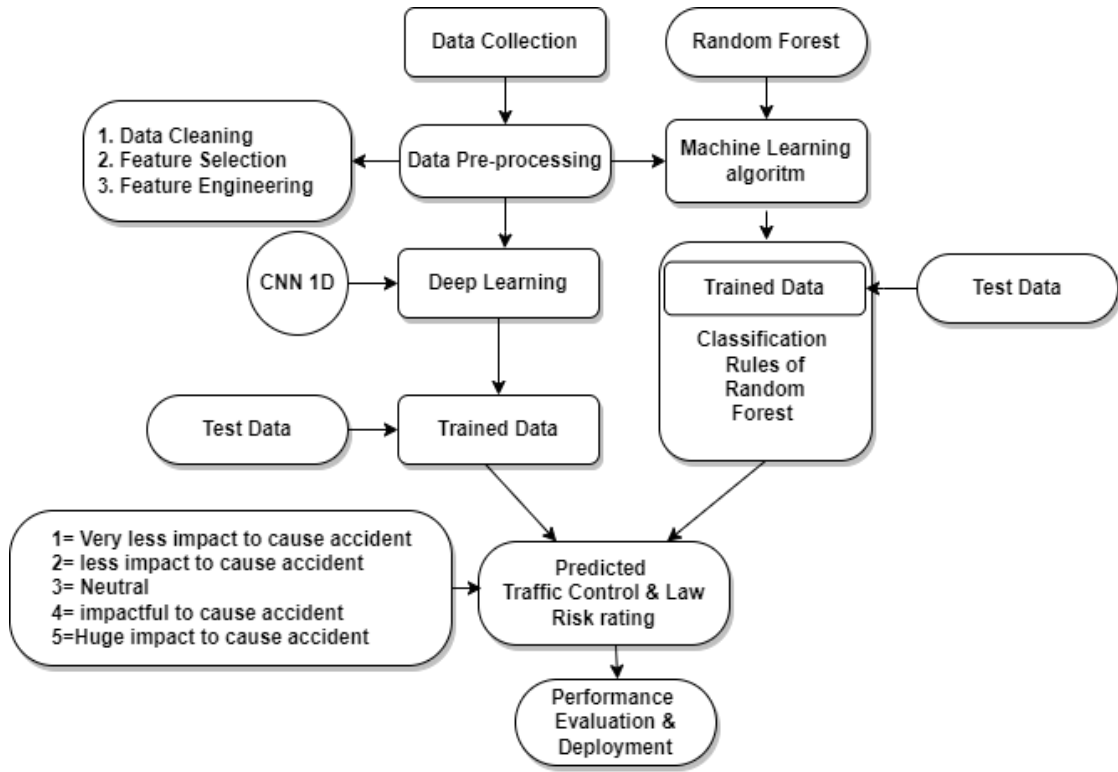 Data Collection
Random Forest
1. Data Cleaning
2. Feature Selection
3. Feature Engineering
Data Pre-processing
Machine Learning
algoritm
CNN 1D
Deep Learning
Trained Data
Test Data
Classification
Rules of
Random
Forest
Test Data
Trained Data
1= Very less impact to cause accident
2= less impact to cause accident
3= Neutral
4= impactful to cause accident
5=Huge impact to cause accident
Predicted
Traffic Control & Law
Risk rating
Performance
Evaluation &
Deployment